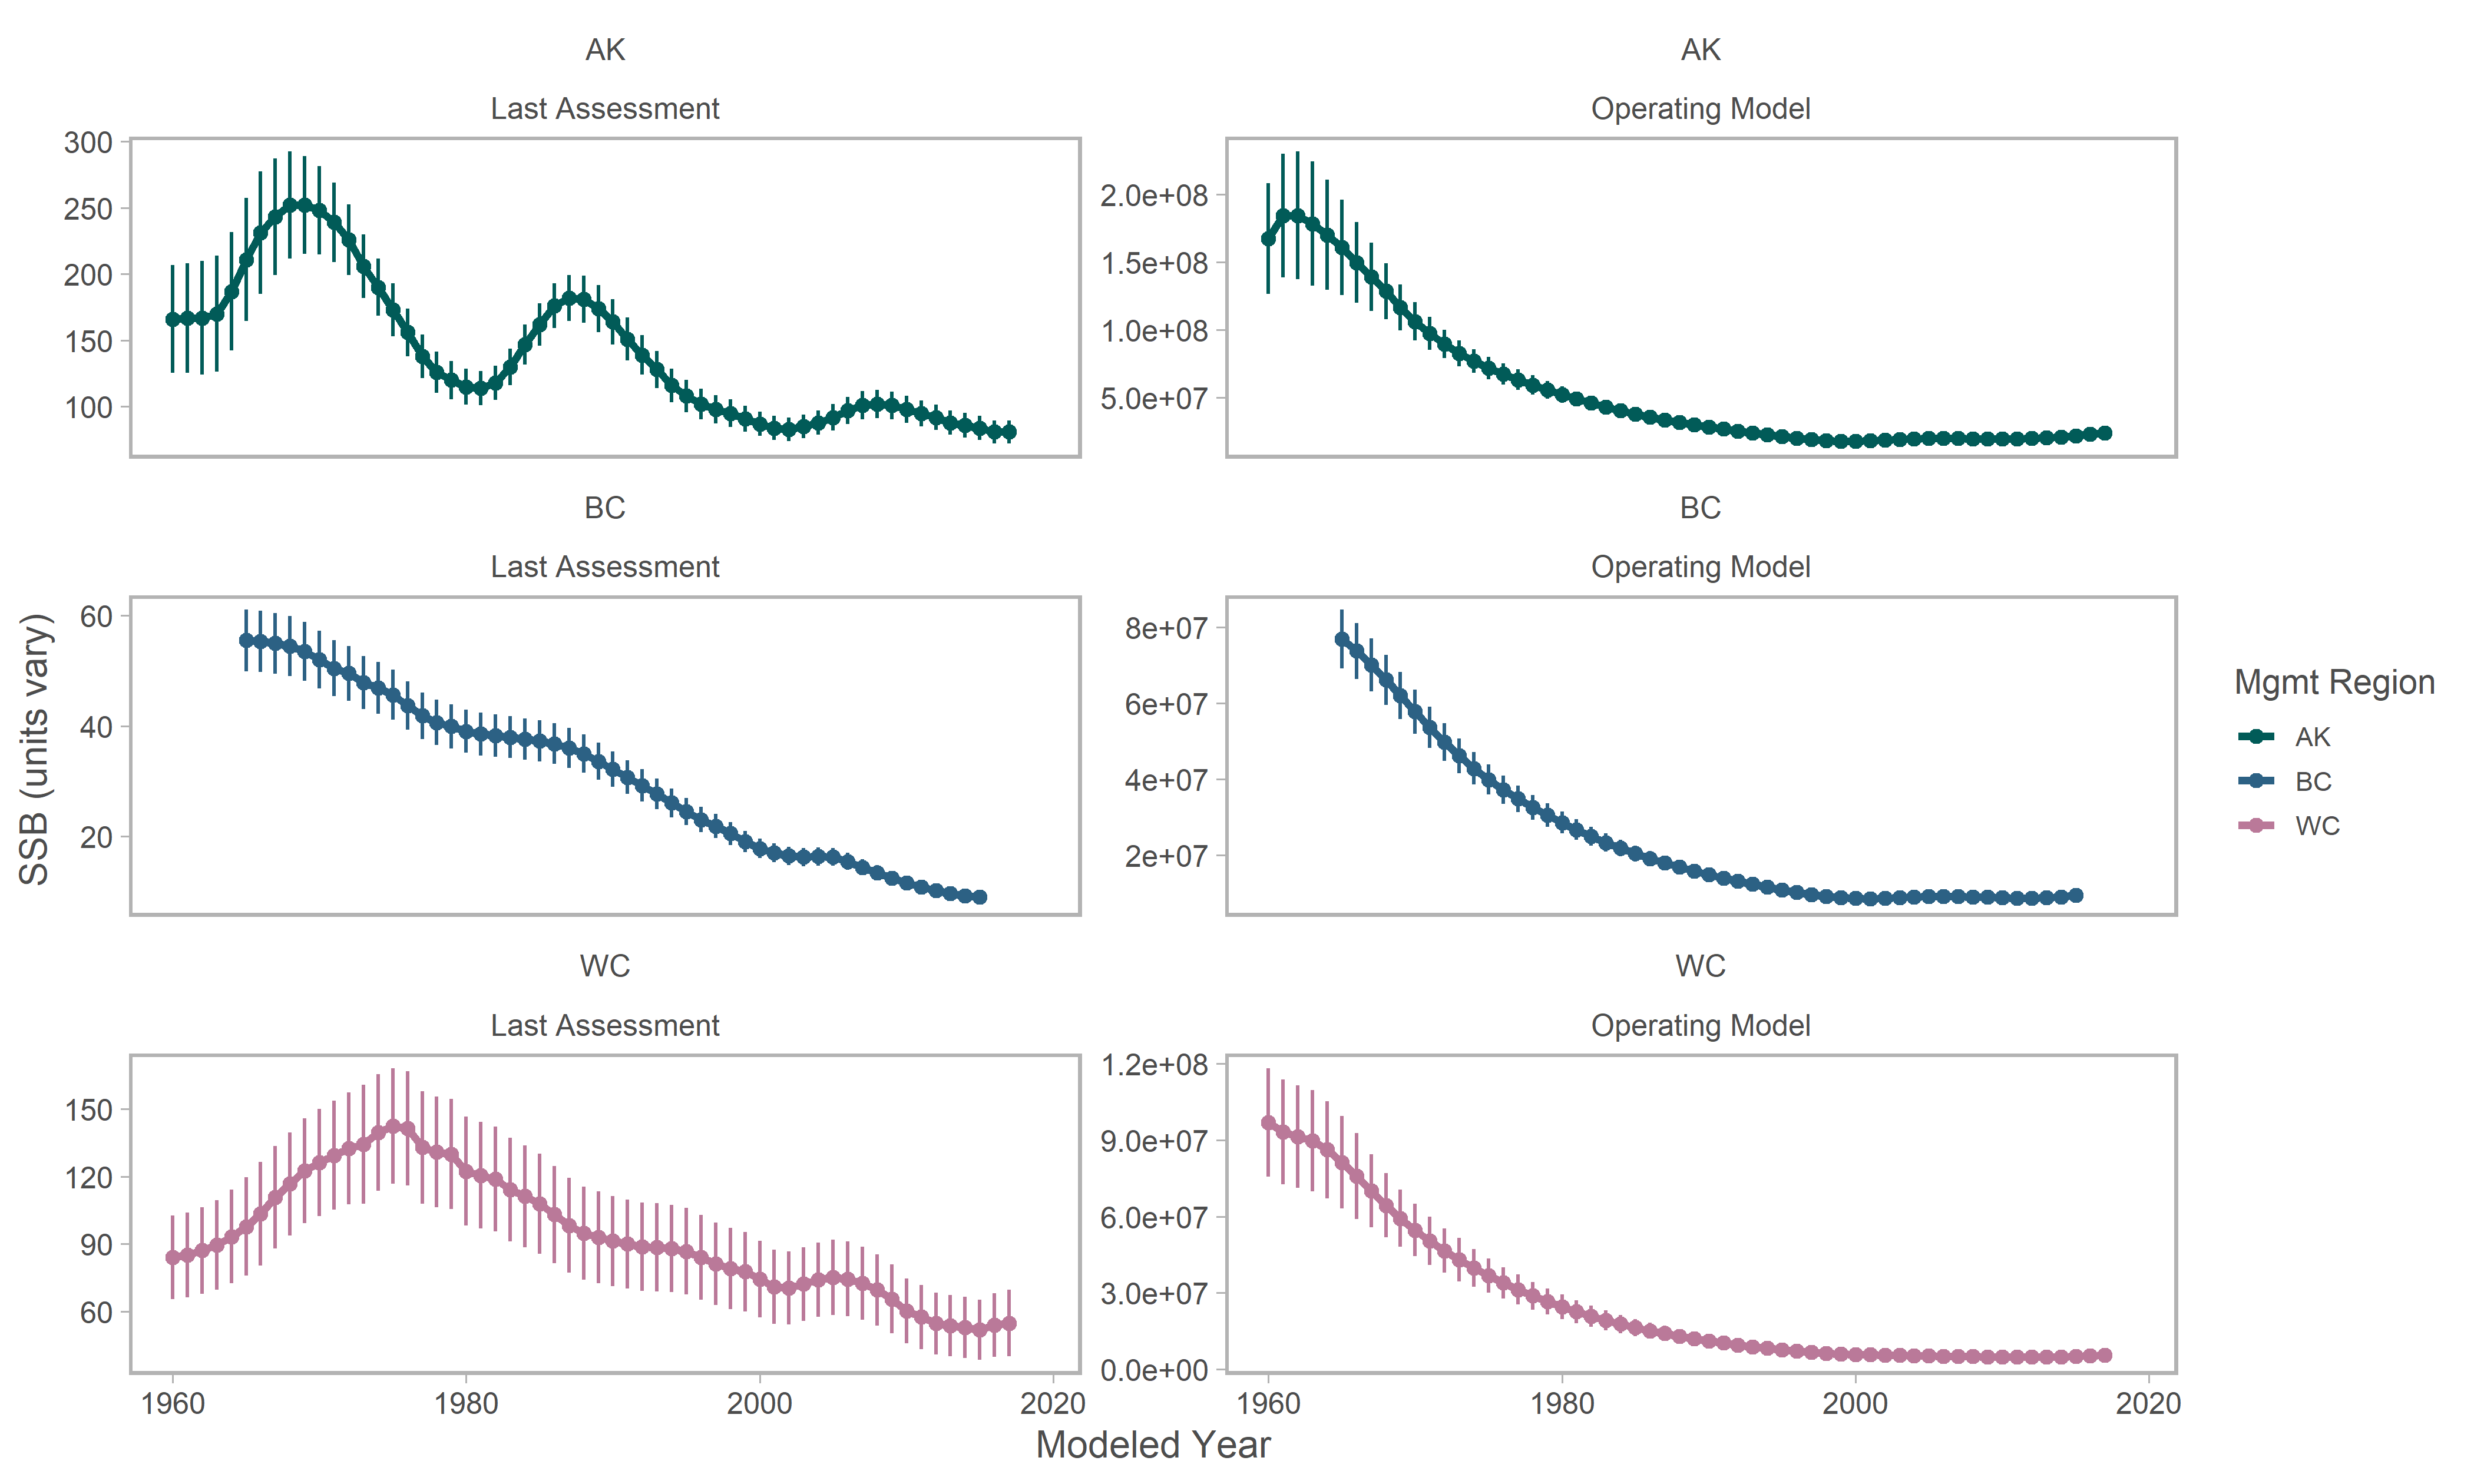 AK
Last Assessment
300
250
200
150
100
AK
Operating Model
2.0e+08
1.5e+08
1.0e+08
5.0e+07
BC
Last Assessment
60
40
20
BC
Operating Model
8e+07
6e+07
4e+07
2e+07
WC
Last Assessment
150
120
90
60
1960
1980
2000
2020
WC
Operating Model
1.2e+08
9.0e+07
6.0e+07
3.0e+07
0.0e+00
1960
1980
2000
2020
SSB (units vary)
Modeled Year
Mgmt Region
AK
BC
WC